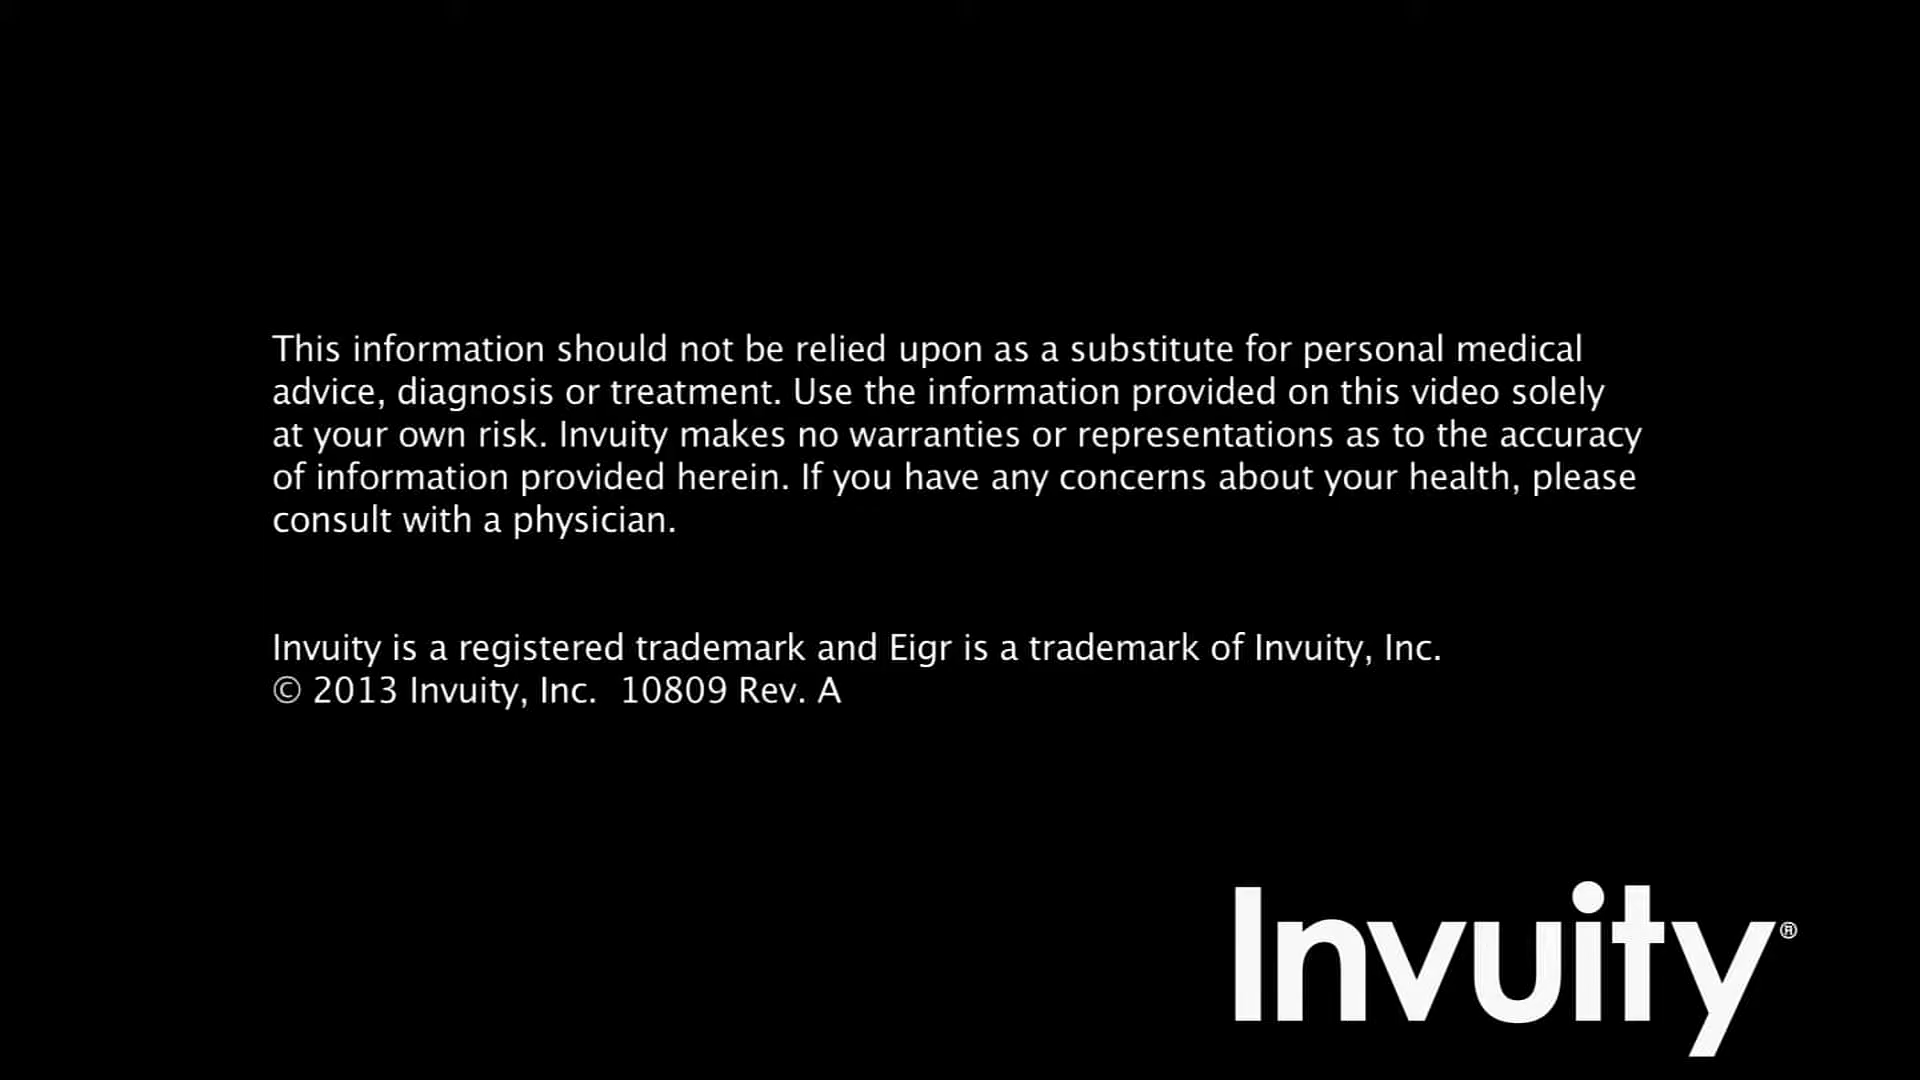 This information should not be relied upon as a substitute for personal medical
advice, diagnosis or treatment. Use the information provided on this video solely
at your own risk. Invuity makes no warranties or representations as to the accuracy
of information provided herein. If you have any concerns about your health, please
consult with a physician.
Invuity is a registered trademark and Eigr is a trademark of Invuity, Inc.
© 2013 Invuity, Inc.  10809 Rev. A
Invuity®